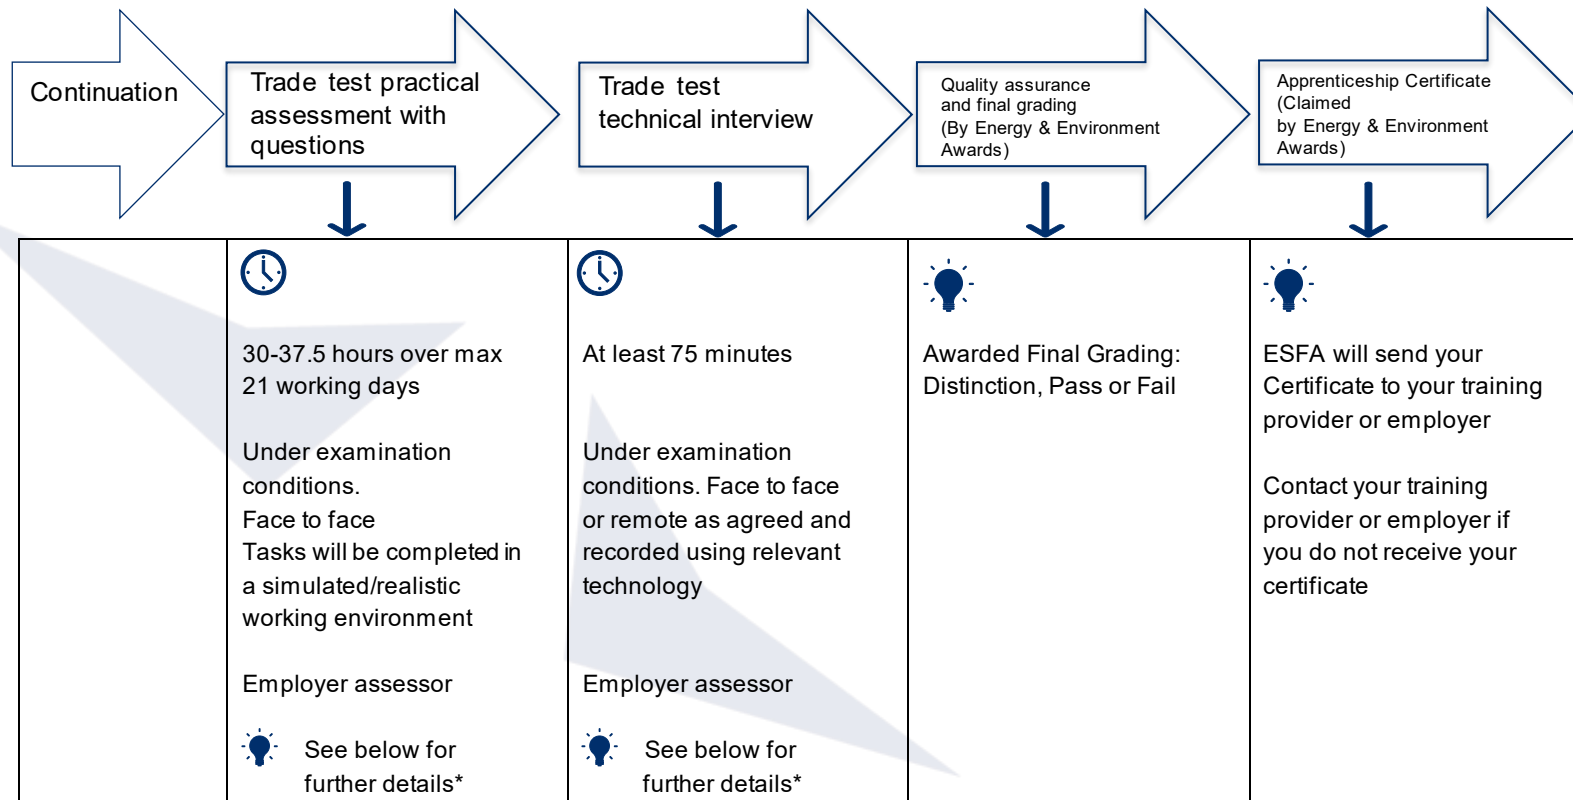 Continuation
Trade test practical
assessment with
questions
Trade test
technical interview
Quality assurance
and final grading
(By Energy & Environment
Awards)
Apprenticeship Certificate
(Claimed
by Energy & Environment
Awards)
30-37.5 hours over max
21 working days
Under examination
conditions.
Face to face
Tasks will be completed in
a simulated/realistic
working environment
Employer assessor
See below for
further details*
At least 75 minutes
Under examination
conditions. Face to face
or remote as agreed and
recorded using relevant
technology
Employer assessor
See below for
further details*
Awarded Final Grading:
Distinction, Pass or Fail
ESFA will send your
Certificate to your training
provider or employer
Contact your training
provider or employer if
you do not receive your
certificate